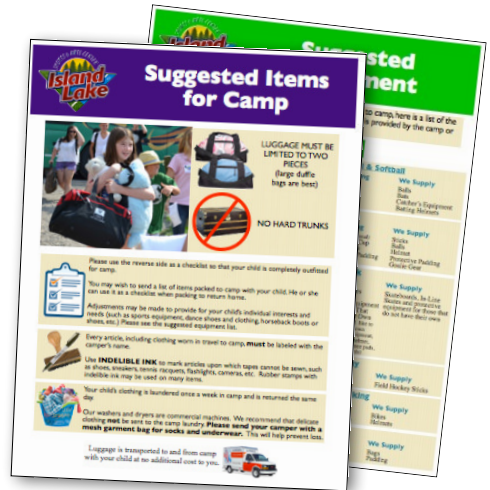 Island
Lake
Suggested Items
for Camp
LUGGAGE MUST BE
LIMITED TO TWO
PIECES
(large duffle
bags are best)
NO HARD TRUNKS
Please use the reverse side as a checklist so that your child is completely outfitted
for camp.
You may wish to send a list of items packed to camp with your child. He or she
can use it as a checklist when packing to return home.
Adjustments may be made to provide for your child's individual interests and
needs (such as sports equipment, dance shoes and clothing, horseback boots or
shoes, etc.) Please see the suggested equipment list.
Every article, including clothing worn in travel to camp, must be labeled with the
camper's name.
Use INDELIBLE INK to mark articles upon which tapes cannot be sewn, such
as shoes, sneakers, tennis racquets, flashlights, cameras, etc. Rubber stamps with
indelible ink may be used on many items.
Your child's clothing is laundered once a week in camp and is returned the same
day.
Our washers and dryers are commercial machines. We recommend that delicate
clothing not be sent to the camp laundry. Please send your camper with a
mesh garment bag for socks and underwear. This will help prevent loss.
Luggage is transported to and from camp
with your child at no additional cost to you.
to camp, here is a list of the
is provided by the camp or
& Softball
We Supply
Balls
Bats
Catcher's Equipment
Batting Helmets
We Supply
Sticks
Balls
Helmet
Protective Padding
Goalie Gear
We Supply
Skateboards, In-Line
Skates and protective
equipment for those that
do not have their own
We Supply
Field Hockey Sticks
We Supply
Bikes
Helmets
We Supply
Bags
Padding